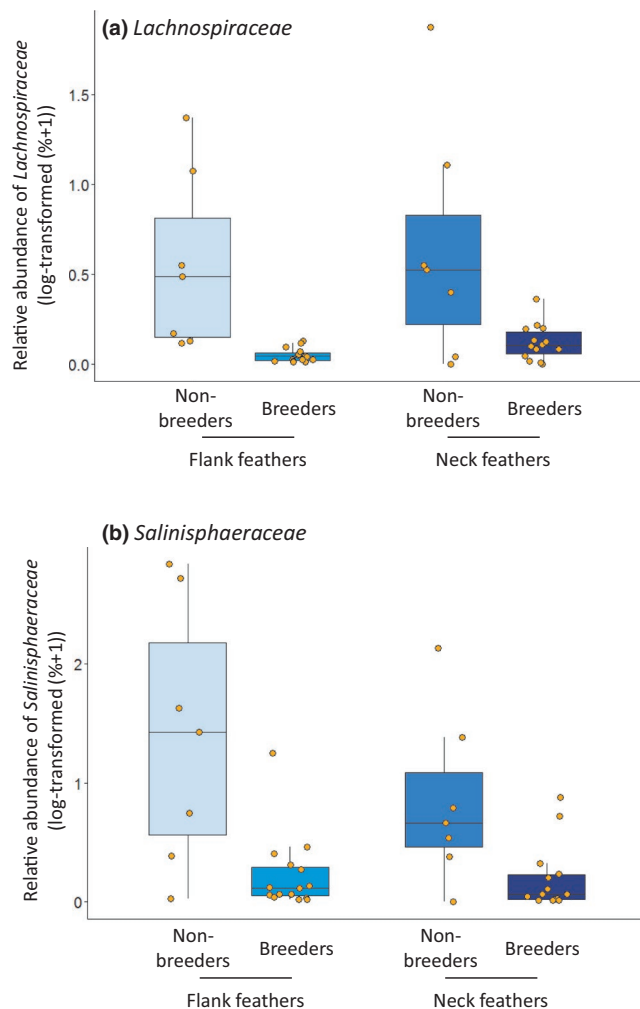 (a) Lachnospiraceae
Relative abundance of Lachnospiraceae
(log-transformed (%+1))
1.5
1.0
0.5
0.0
Non-
breeders
Breeders
Non-
breeders
Breeders
Flank feathers
Neck feathers
(b) Salinisphaeraceae
Relative abundance of Salinisphaeraceae
(log-transformed (%+1))
2
1
0
Non-
breeders
Breeders
Non-
breeders
Breeders
Flank feathers
Neck feathers